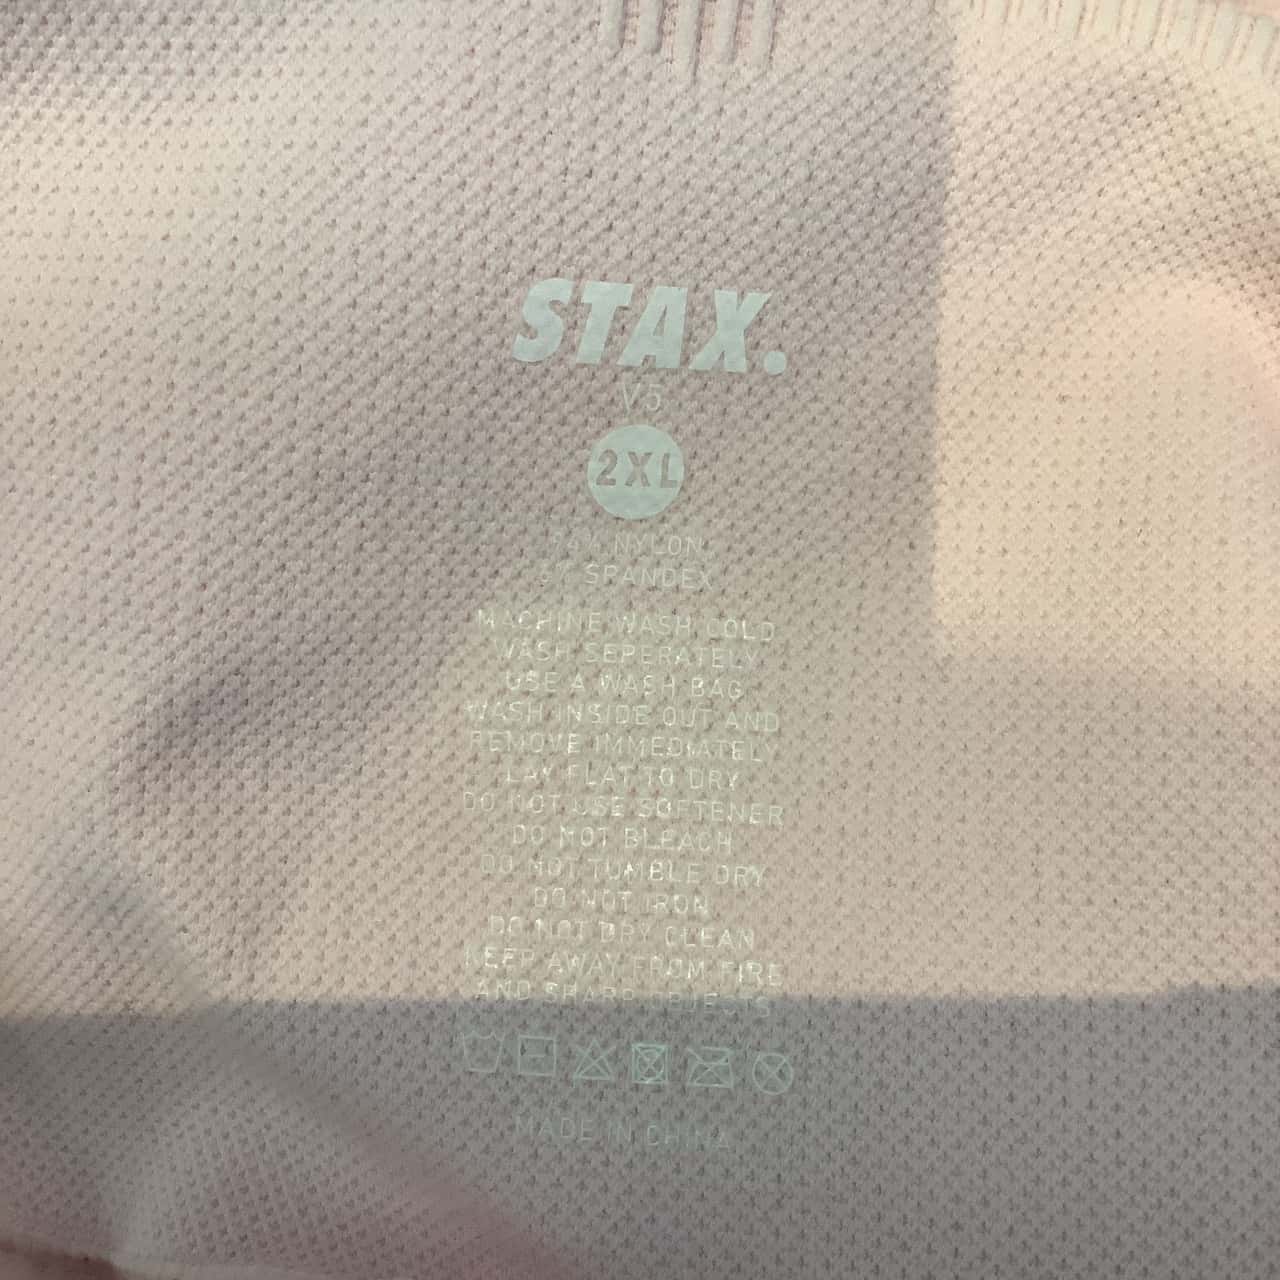 STAX.
V5
2XL
NYLON
SPANDEX
MACHINE WASH COLD
WASH SEPERATELY
USE A WASH BAG
WASH INSIDE OUT AND
REMOVE IMMEDIATELY
LAY FLAT TO DRY
DO NOT USE SOFTENER
DO NOT BLEACH
DO NOT TUMBLE DRY
DO NOT IRON
DO NOT DRY CLEAN
KEEP AWAY FROM FIRE
AND SHARP OBJECTS
MADE IN CHINA